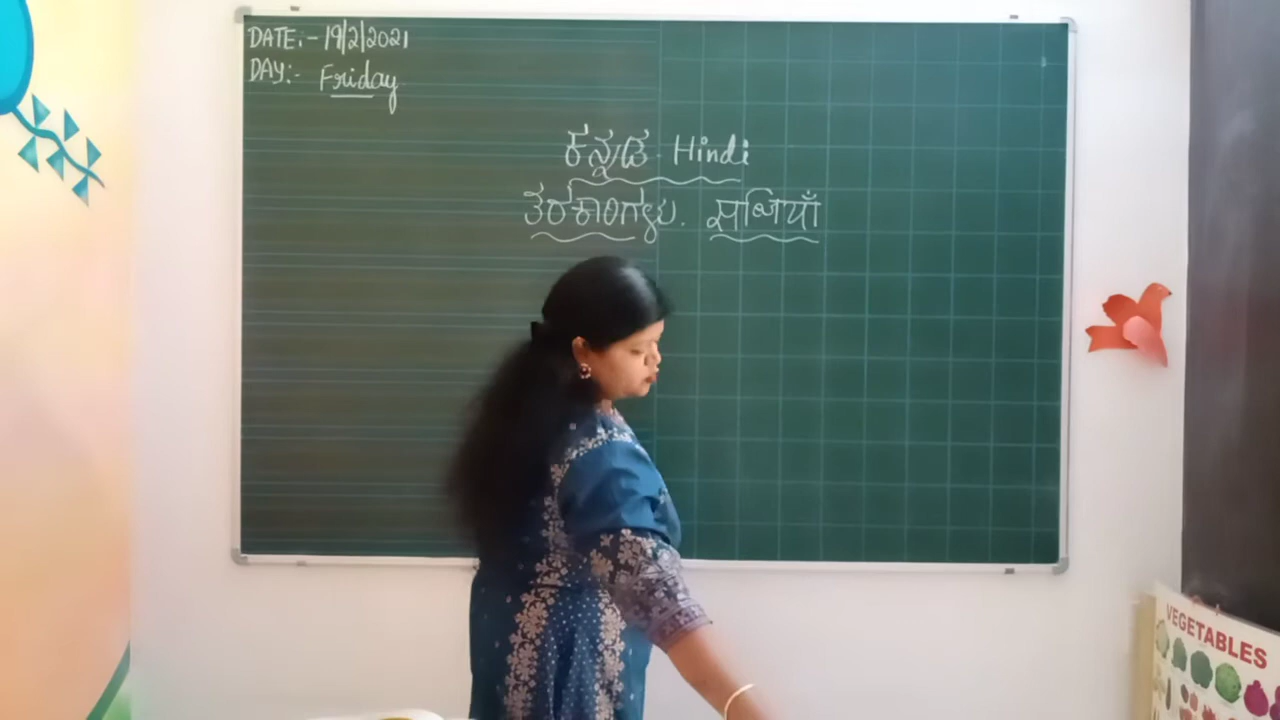 DATE:- 19/2/2021
DAY:- Friday
ಕನ್ನಡ Hindi
ತರಕಾರಿಗಳು. सब्जियाँ
VEGETABLES